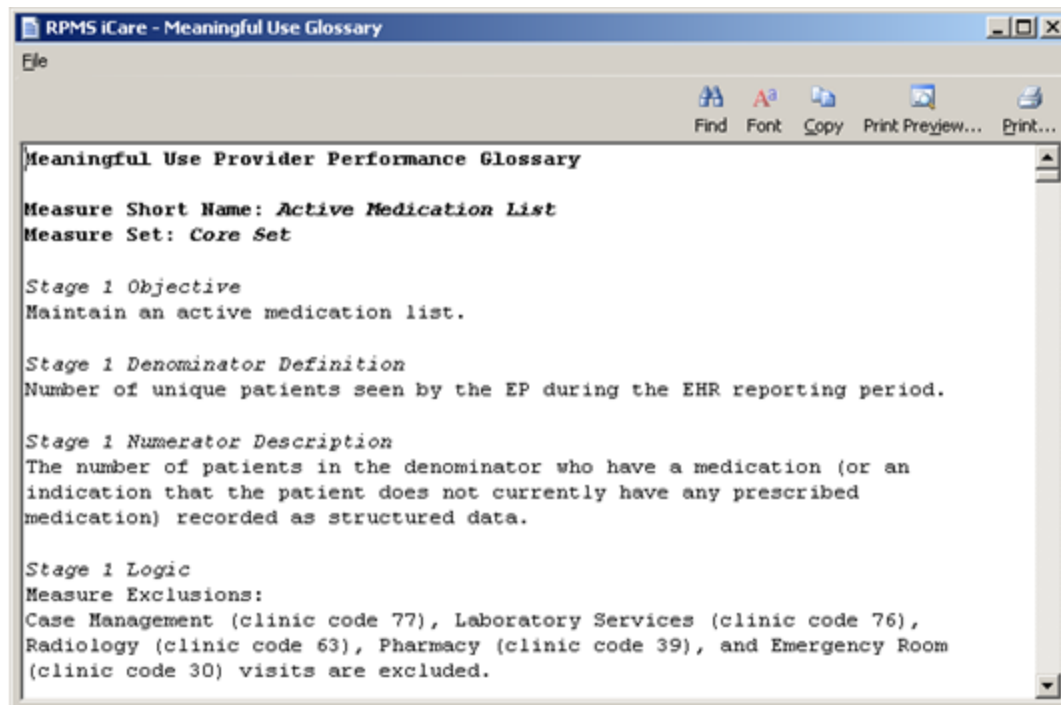 RPMS iCare - Meaningful Use Glossary
File
Find Font Copy Print Preview... Print...
Meaningful Use Provider Performance Glossary
Measure Short Name: Active Medication List
Measure Set: Core Set
Stage 1 Objective
Maintain an active medication list.
Stage 1 Denominator Definition
Number of unique patients seen by the EP during the EHR reporting period.
Stage 1 Numerator Description
The number of patients in the denominator who have a medication (or an
indication that the patient does not currently have any prescribed
medication) recorded as structured data.
Stage 1 Logic
Measure Exclusions:
Case Management (clinic code 77), Laboratory Services (clinic code 76),
Radiology (clinic code 63), Pharmacy (clinic code 39), and Emergency Room
(clinic code 30) visits are excluded.